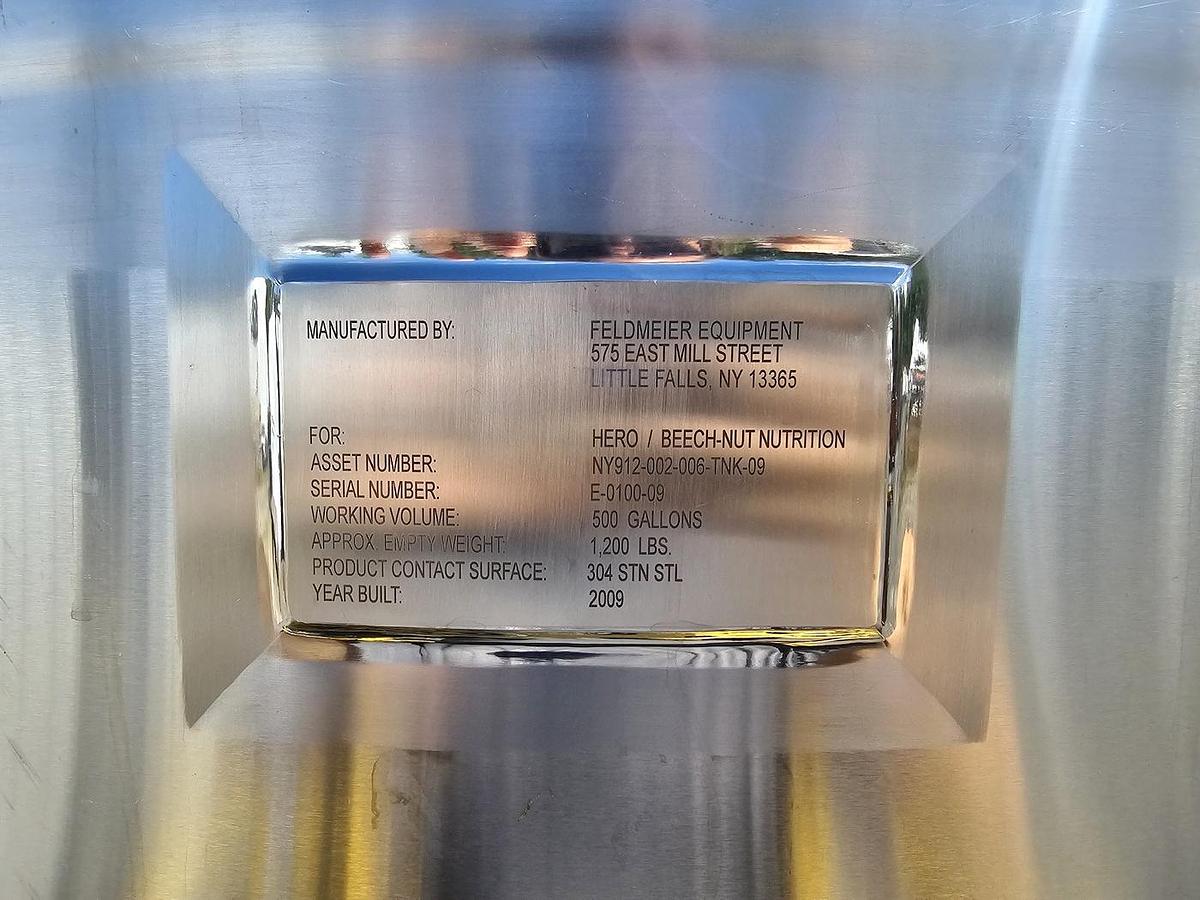 MANUFACTURED BY: FELDMEIER EQUIPMENT
575 EAST MILL STREET
LITTLE FALLS, NY 13365
FOR: HERO / BEECH-NUT NUTRITION
ASSET NUMBER: NY912-002-006-TNK-09
SERIAL NUMBER: E-0100-09
WORKING VOLUME: 500 GALLONS
APPROX. EMPTY WEIGHT: 1,200 LBS.
PRODUCT CONTACT SURFACE: 304 STN STL
YEAR BUILT: 2009